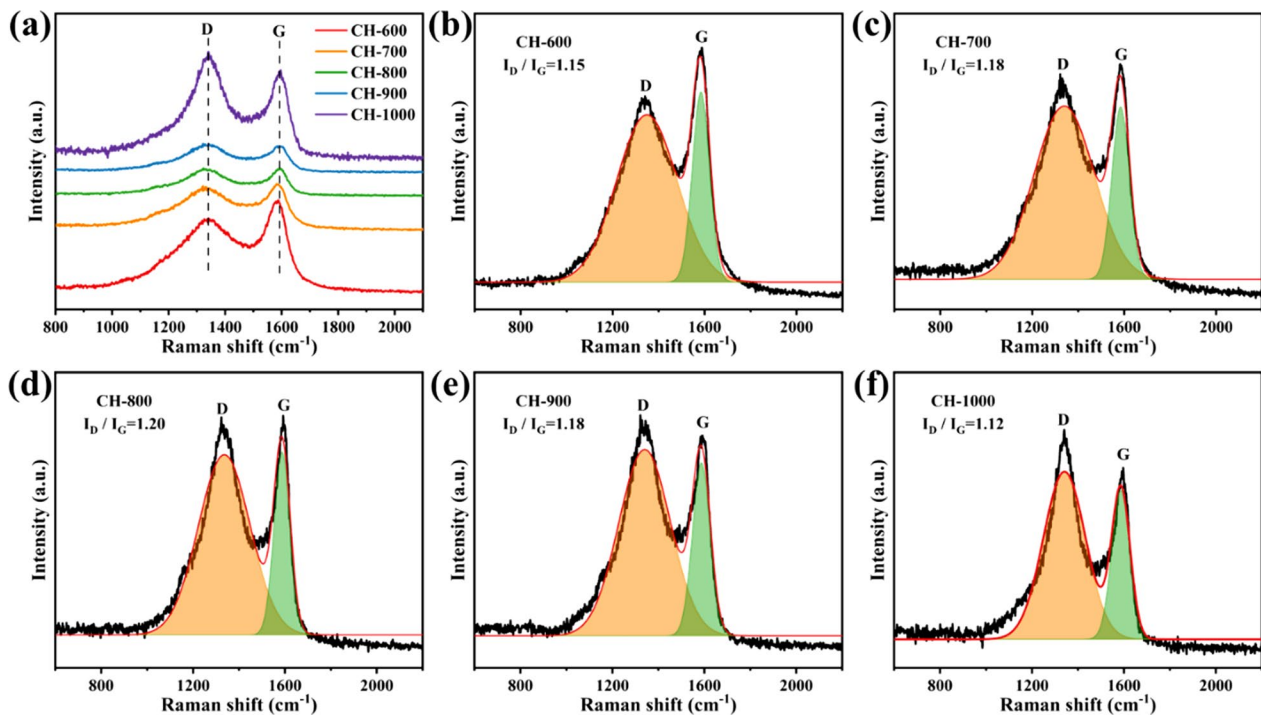 (a)
D
G
CH-600
CH-700
CH-800
CH-900
CH-1000
Intensity (a.u.)
800 1000 1200 1400 1600 1800 2000
Raman shift (cm⁻¹)
(b)
CH-600
I_D / I_G=1.15
D
G
Intensity (a.u.)
800 1200 1600 2000
Raman shift (cm⁻¹)
(c)
CH-700
I_D / I_G=1.18
D
G
Intensity (a.u.)
800 1200 1600 2000
Raman shift (cm⁻¹)
(d)
CH-800
I_D / I_G=1.20
D
G
Intensity (a.u.)
800 1200 1600 2000
Raman shift (cm⁻¹)
(e)
CH-900
I_D / I_G=1.18
D
G
Intensity (a.u.)
800 1200 1600 2000
Raman shift (cm⁻¹)
(f)
CH-1000
I_D / I_G=1.12
D
G
Intensity (a.u.)
800 1200 1600 2000
Raman shift (cm⁻¹)